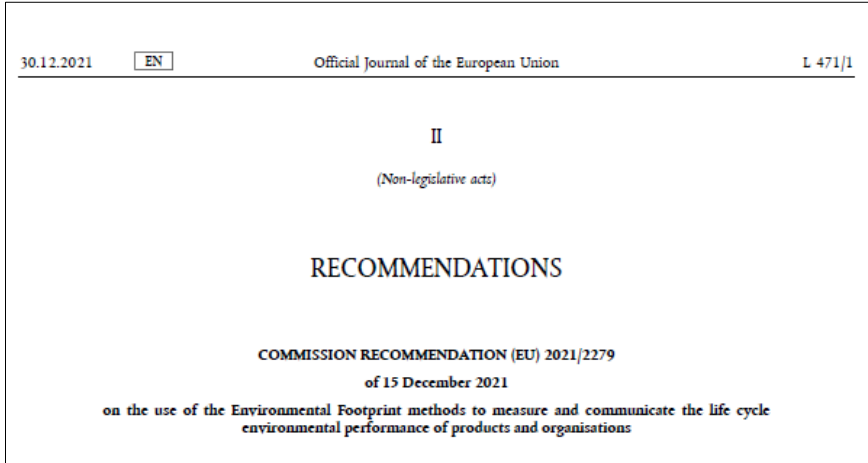 30.12.2021 EN Official Journal of the European Union L 471/1
II
(Non-legislative acts)
RECOMMENDATIONS
COMMISSION RECOMMENDATION (EU) 2021/2279
of 15 December 2021
on the use of the Environmental Footprint methods to measure and communicate the life cycle
environmental performance of products and organisations